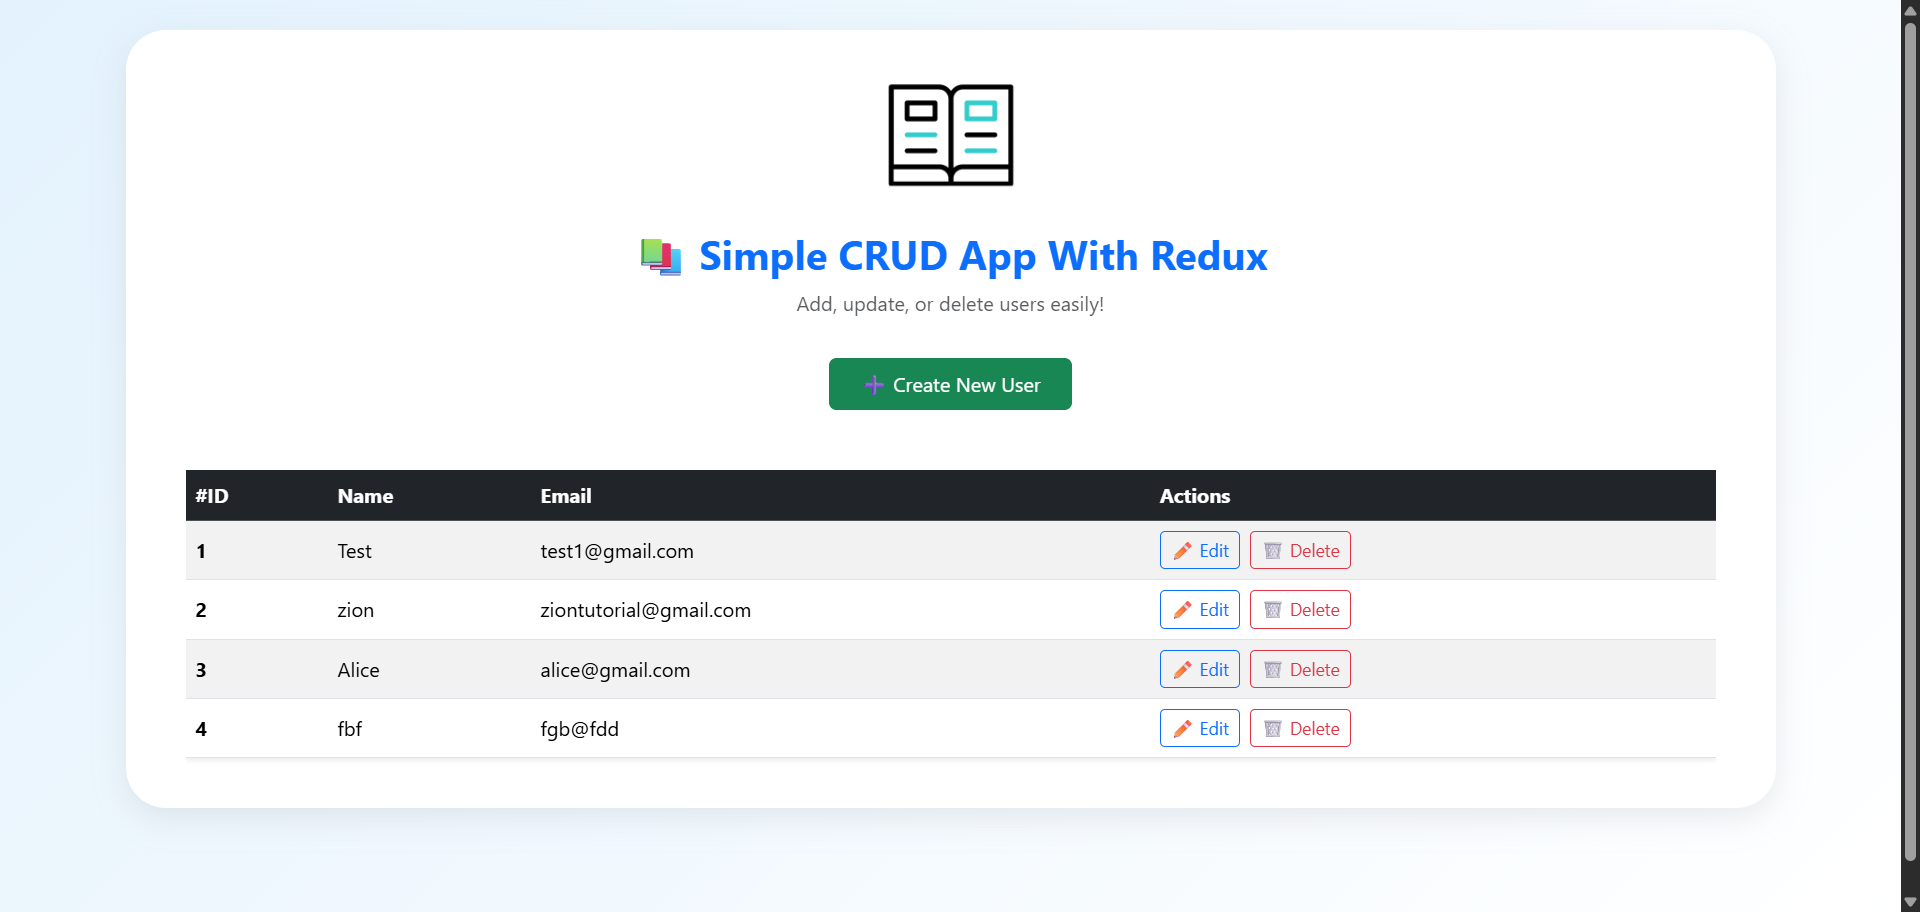 📚 Simple CRUD App With Redux
Add, update, or delete users easily!
➕ Create New User
#ID Name Email Actions
1 Test test1@gmail.com ✏️ Edit 🗑️ Delete
2 zion ziontutorial@gmail.com ✏️ Edit 🗑️ Delete
3 Alice alice@gmail.com ✏️ Edit 🗑️ Delete
4 fbf fgb@fdd ✏️ Edit 🗑️ Delete